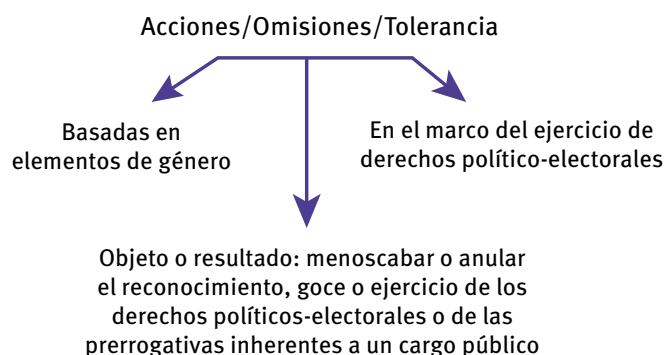 Acciones/Omisiones/Tolerancia
Basadas en
elementos de género
En el marco del ejercicio de
derechos político-electorales
Objeto o resultado: menoscabar o anular
el reconocimiento, goce o ejercicio de los
derechos políticos-electorales o de las
prerrogativas inherentes a un cargo público